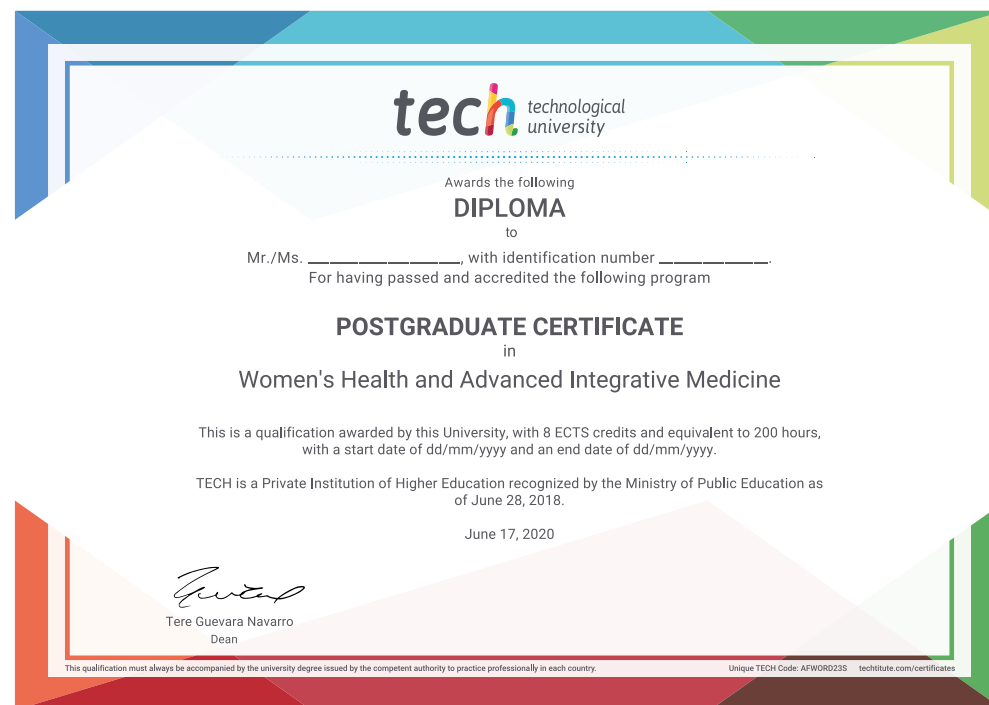 tech technological
university
Awards the following
DIPLOMA
to
Mr./Ms. __________________, with identification number _____________.
For having passed and accredited the following program
POSTGRADUATE CERTIFICATE
in
Women's Health and Advanced Integrative Medicine
This is a qualification awarded by this University, with 8 ECTS credits and equivalent to 200 hours,
with a start date of dd/mm/yyyy and an end date of dd/mm/yyyy.
TECH is a Private Institution of Higher Education recognized by the Ministry of Public Education as
of June 28, 2018.
June 17, 2020
Tere Guevara Navarro
Dean
This qualification must always be accompanied by the university degree issued by the competent authority to practice professionally in each country.
Unique TECH Code: AFWORD23S techtitute.com/certificates